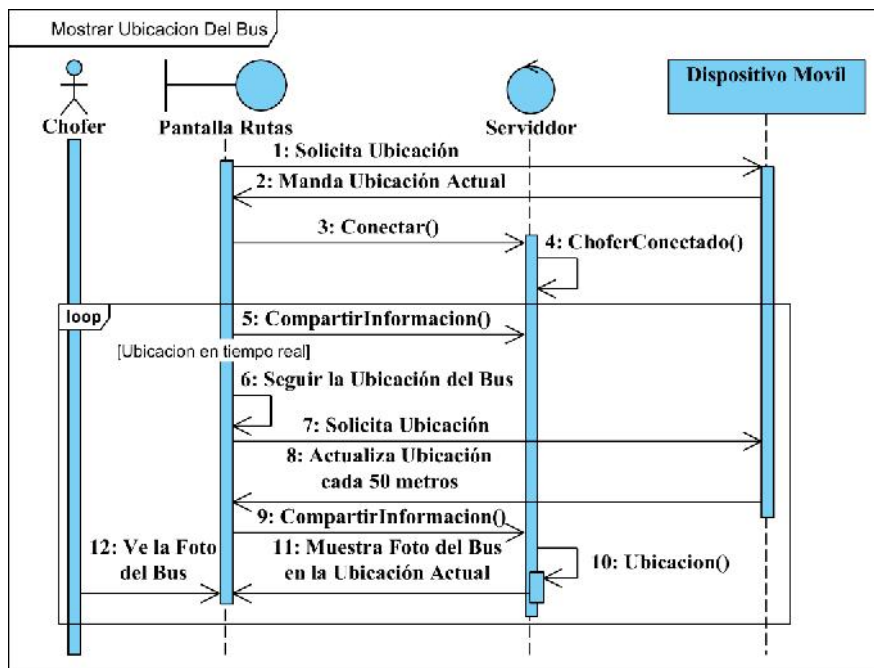 Mostrar Ubicacion Del Bus
Chofer
Pantalla Rutas
Serviddor
Dispositivo Movil
1: Solicita Ubicación
2: Manda Ubicación Actual
3: Conectar()
4: ChoferConectado()
loop
5: CompartirInformacion()
[Ubicacion en tiempo real]
6: Seguir la Ubicación del Bus
7: Solicita Ubicación
8: Actualiza Ubicación
cada 50 metros
9: CompartirInformacion()
10: Ubicacion()
11: Muestra Foto del Bus
en la Ubicación Actual
12: Ve la Foto
del Bus